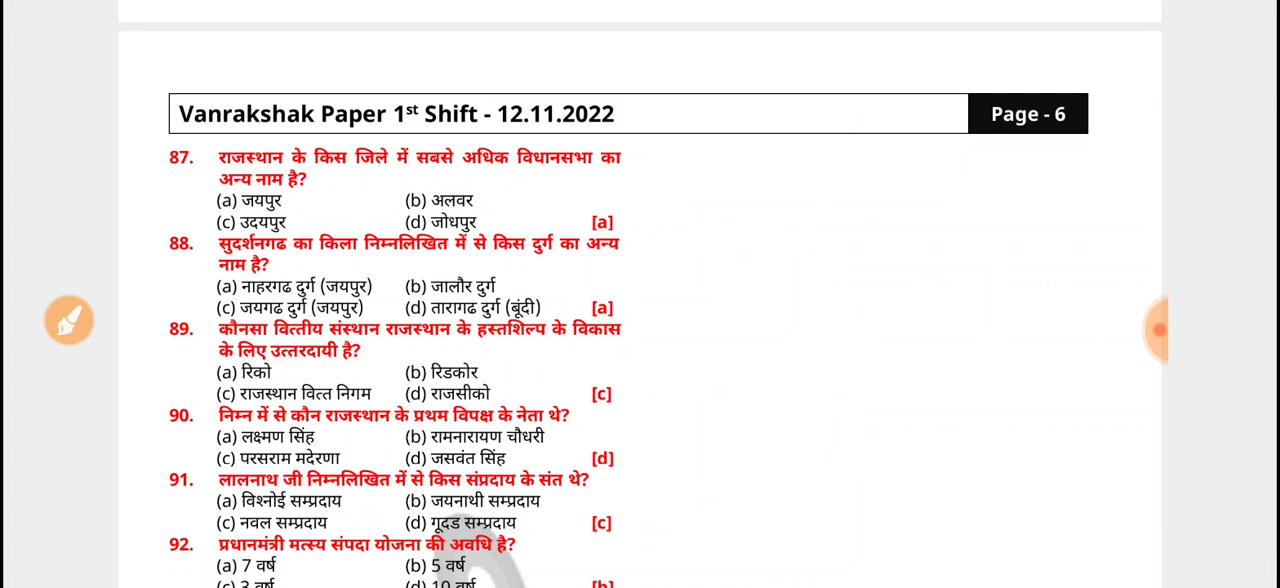 Vanrakshak Paper 1st Shift - 12.11.2022 Page - 6
87. राजस्थान के किस जिले में सबसे अधिक विधानसभा का
अन्य नाम है?
(a) जयपुर (b) अलवर
(c) उदयपुर (d) जोधपुर [a]
88. सुदर्शनगढ का किला निम्नलिखित में से किस दुर्ग का अन्य
नाम है?
(a) नाहरगढ दुर्ग (जयपुर) (b) जालौर दुर्ग
(c) जयगढ दुर्ग (जयपुर) (d) तारागढ दुर्ग (बूंदी) [a]
89. कौनसा वित्तीय संस्थान राजस्थान के हस्तशिल्प के विकास
के लिए उत्तरदायी है?
(a) रिको (b) रिडकोर
(c) राजस्थान वित्त निगम (d) राजसीको [c]
90. निम्न में से कौन राजस्थान के प्रथम विपक्ष के नेता थे?
(a) लक्ष्मण सिंह (b) रामनारायण चौधरी
(c) परसराम मदेरणा (d) जसवंत सिंह [d]
91. लालनाथ जी निम्नलिखित में से किस संप्रदाय के संत थे?
(a) विश्नोई सम्प्रदाय (b) जयनाथी सम्प्रदाय
(c) नवल सम्प्रदाय (d) गूदड सम्प्रदाय [c]
92. प्रधानमंत्री मत्स्य संपदा योजना की अवधि है?
(a) 7 वर्ष (b) 5 वर्ष
(c) 3 वर्ष (d) 10 वर्ष [b]